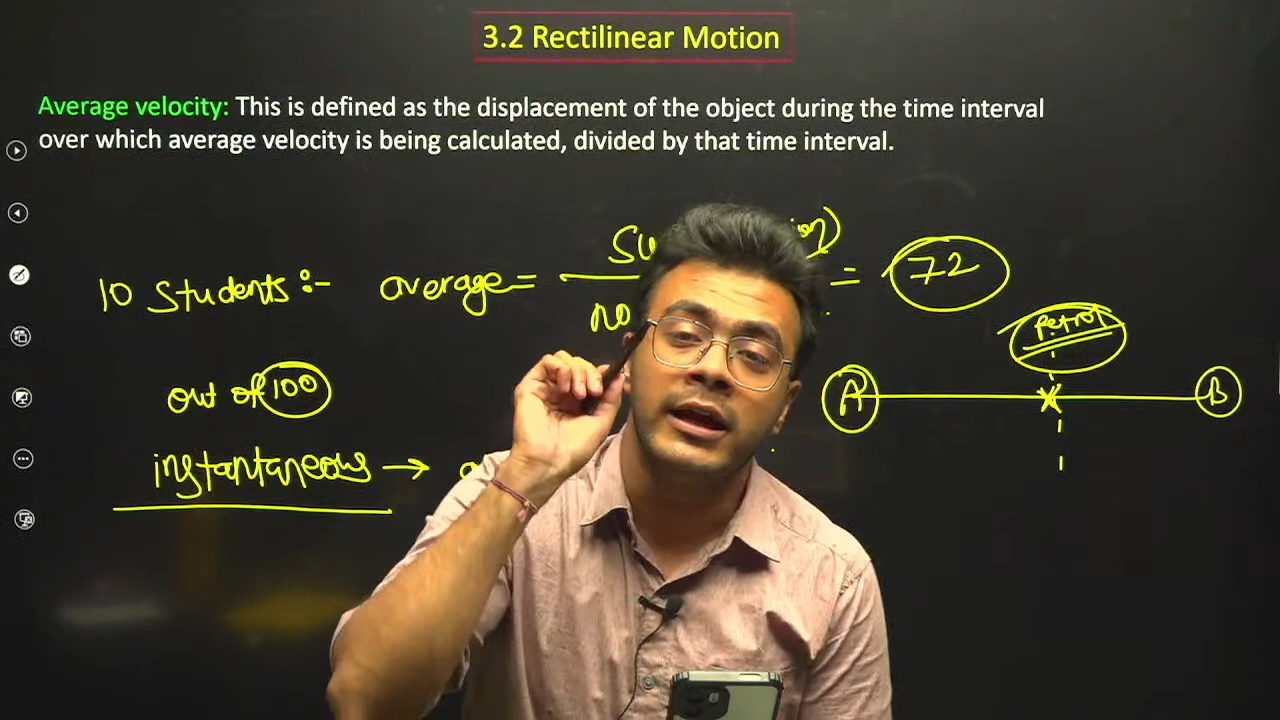 3.2 Rectilinear Motion
Average velocity: This is defined as the displacement of the object during the time interval
over which average velocity is being calculated, divided by that time interval.
10 Students :- average = = 72
no
out of 100
Petrol
A B
instantaneous →